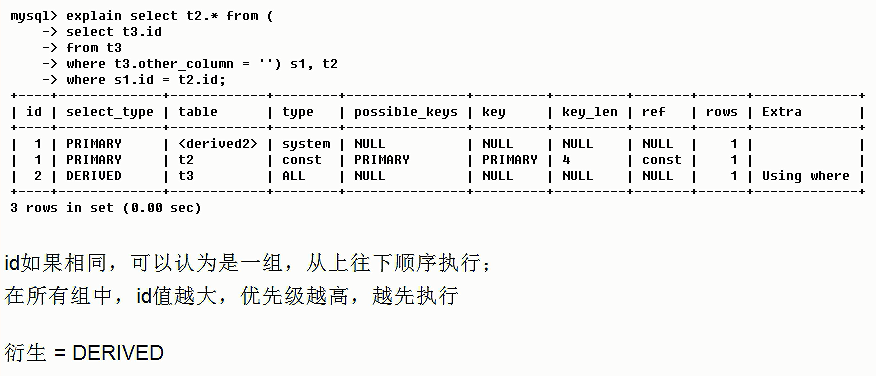 mysql> explain select t2.* from (
    -> select t3.id
    -> from t3
    -> where t3.other_column = '') s1, t2
    -> where s1.id = t2.id;
+----+-------------+------------+--------+---------------+---------+---------+-------+------+-------------+
| id | select_type | table      | type   | possible_keys | key     | key_len | ref   | rows | Extra       |
+----+-------------+------------+--------+---------------+---------+---------+-------+------+-------------+
| 1 | PRIMARY     | <derived2> | system | NULL          | NULL    | NULL    | NULL  | 1 |             |
| 1 | PRIMARY     | t2         | const  | PRIMARY       | PRIMARY | 4       | const | 1 |             |
| 2 | DERIVED     | t3         | ALL    | NULL          | NULL    | NULL    | NULL  | 1 | Using where |
+----+-------------+------------+--------+---------------+---------+---------+-------+------+-------------+
3 rows in set (0.00 sec)
id如果相同，可以认为是一组，从上往下顺序执行；
在所有组中，id值越大，优先级越高，越先执行
衍生 = DERIVED